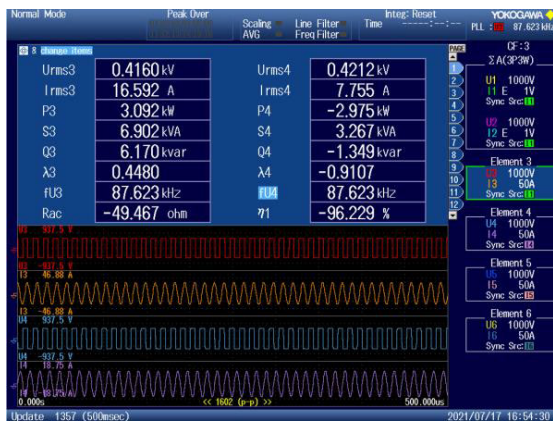 Normal Mode Peak Over Scaling AVG Line Filter Freq Filter Time Integ: Reset YOKOGAWA
PLL : 87.623 kHz
8 change items PAGE CF:3
Urms3 0.4160 kV Urms4 0.4212 kV
Irms3 16.592 A Irms4 7.755 A
P3 3.092 kW P4 -2.975 kW
S3 6.902 kVA S4 3.267 kVA
Q3 6.170 kvar Q4 -1.349 kvar
λ3 0.4480 λ4 -0.9107
fU3 87.623 kHz fU4 87.623 kHz
Rac -49.467 ohm η1 -96.229 %
1
2
3
4
5
6
7
8
9
10
11
12
ΣA(3P3W)
U1 1000V
I1 E 1V
Sync Src: I1
U2 1000V
I2 E 1V
Sync Src: I1
Element 3
U3 1000V
I3 50A
Sync Src: I1
Element 4
U4 1000V
I4 50A
Sync Src: I4
Element 5
U5 1000V
I5 50A
Sync Src: I5
Element 6
U6 1000V
I6 50A
Sync Src: I6
U3 937.5 V
U3 -937.5 V
I3 46.88 A
I3 -46.88 A
U4 937.5 V
U4 -937.5 V
I4 18.75 A
I4 -18.75 A
0.000s << 1602 (p-p) >> 500.000us
Update 1357 (500msec) 2021/07/17 16:54:30